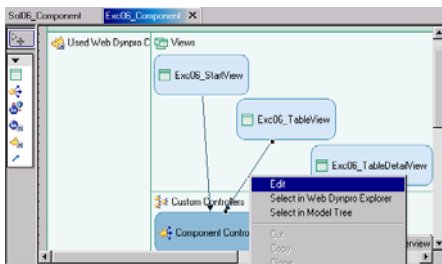 Sol06_Component
Exc06_Component
Used Web Dynpro C
Views
Exc06_StartView
Exc06_TableView
Exc06_TableDetailView
Custom Controllers
Component Contro
Edit
Select in Web Dynpro Explorer
Select in Model Tree
Cut
Copy
erview